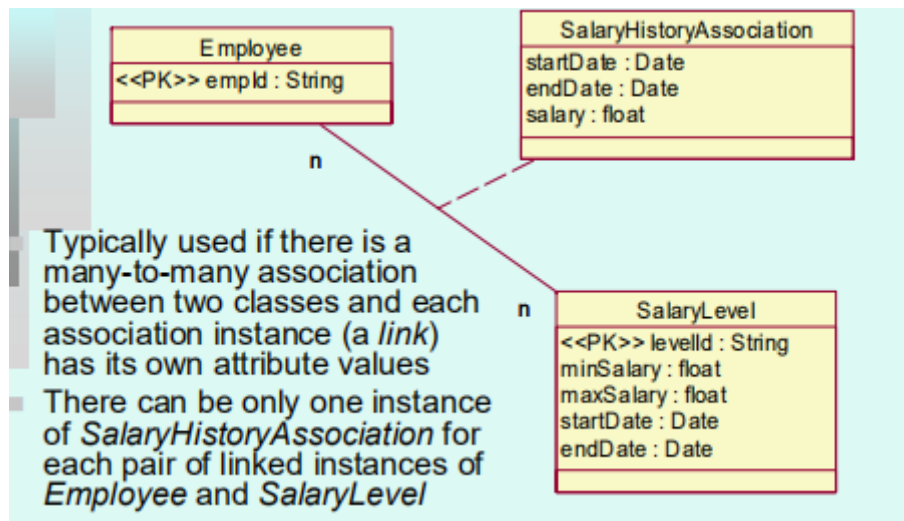 Employee
<<PK>> empId : String
SalaryHistoryAssociation
startDate : Date
endDate : Date
salary : float
n
Typically used if there is a
many-to-many association
between two classes and each
association instance (a link)
has its own attribute values
There can be only one instance
of SalaryHistoryAssociation for
each pair of linked instances of
Employee and SalaryLevel
n
SalaryLevel
<<PK>> levelId : String
minSalary : float
maxSalary : float
startDate : Date
endDate : Date